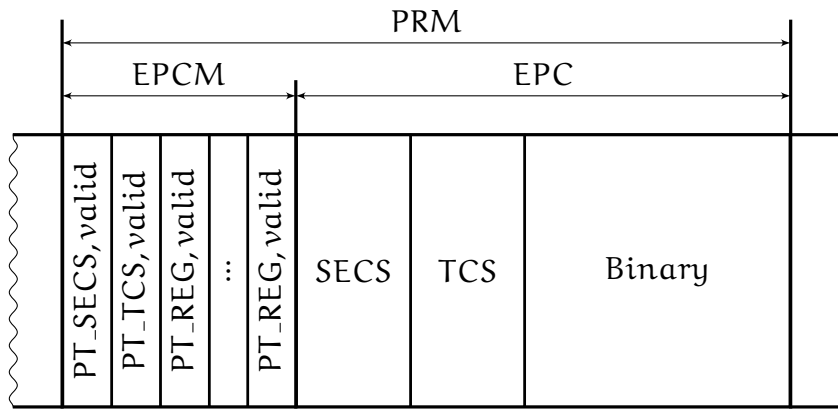 PRM
EPCM
EPC
PT_SECS, valid
PT_TCS, valid
PT_REG, valid
...
PT_REG, valid
SECS
TCS
Binary